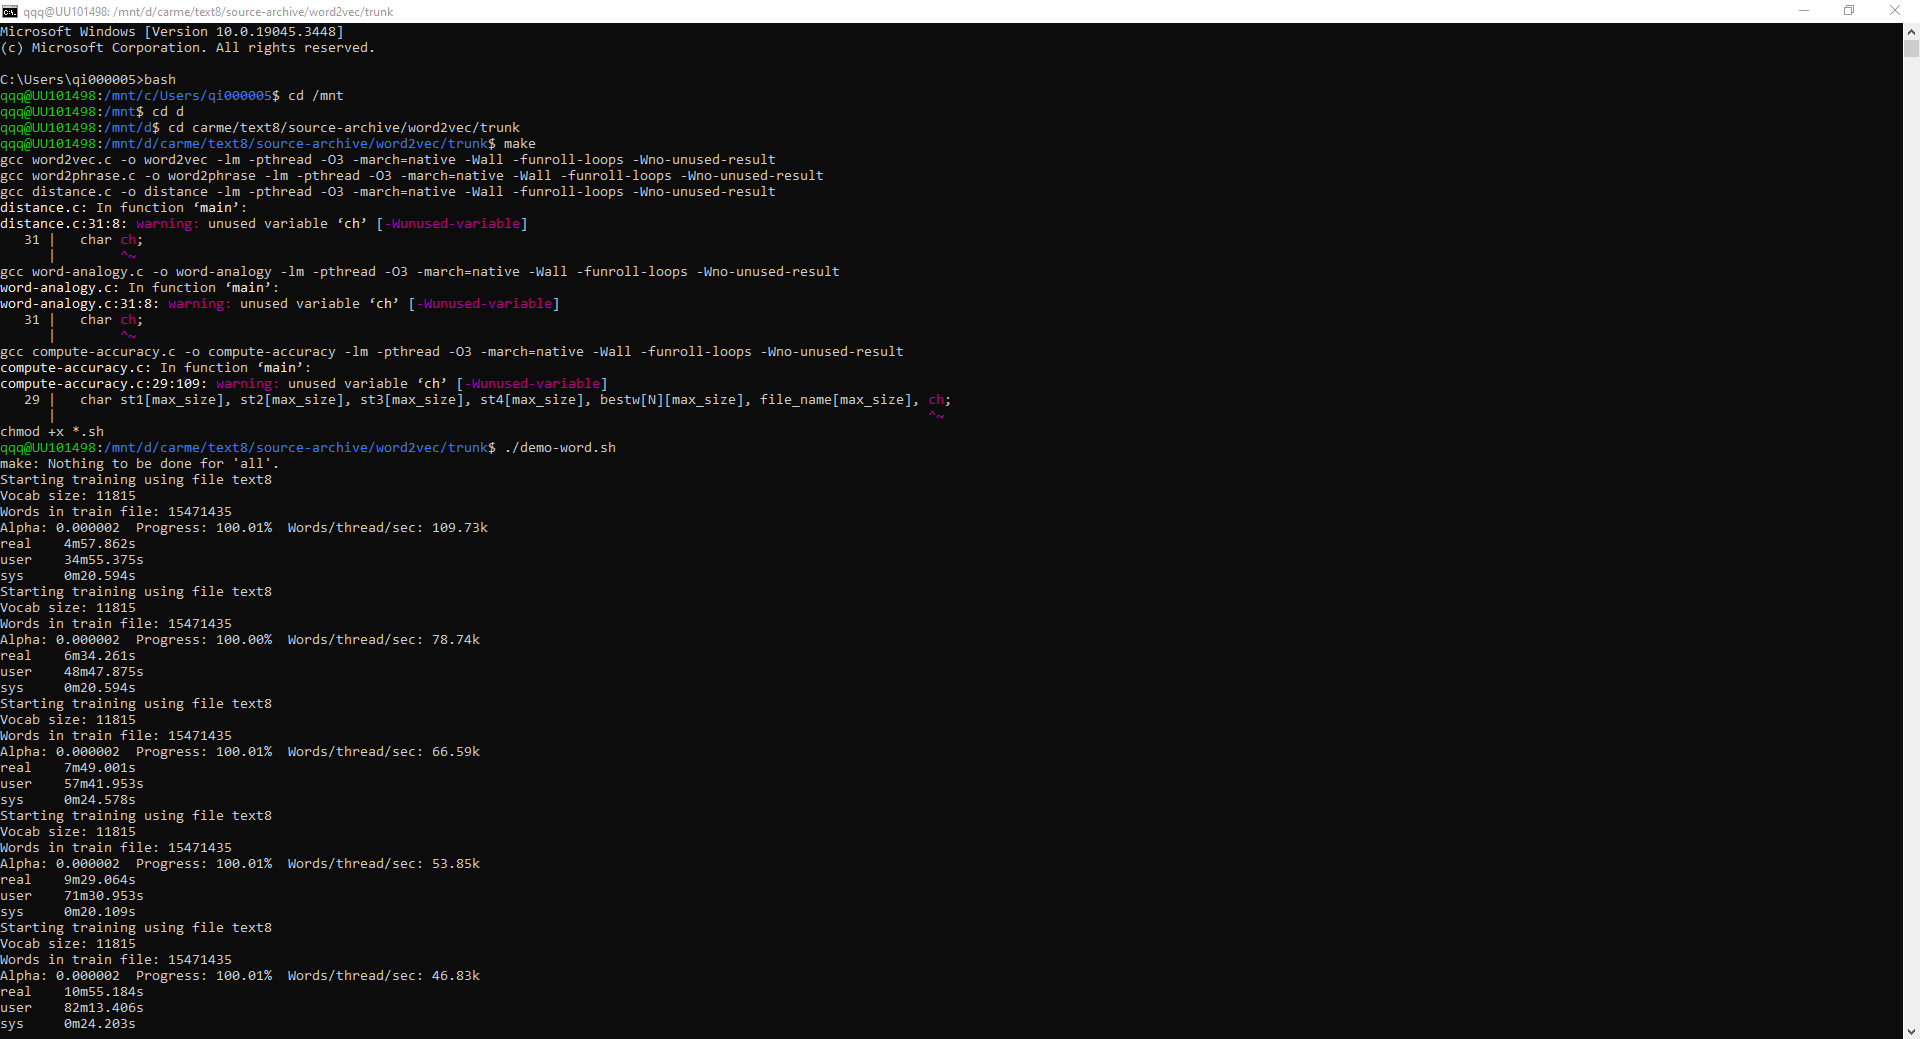 qqq@UU101498: /mnt/d/carme/text8/source-archive/word2vec/trunk
Microsoft Windows [Version 10.0.19045.3448]
(c) Microsoft Corporation. All rights reserved.
C:\Users\qi000005>bash
qqq@UU101498:/mnt/c/Users/qi000005$ cd /mnt
qqq@UU101498:/mnt$ cd d
qqq@UU101498:/mnt/d$ cd carme/text8/source-archive/word2vec/trunk
qqq@UU101498:/mnt/d/carme/text8/source-archive/word2vec/trunk$ make
gcc word2vec.c -o word2vec -lm -pthread -O3 -march=native -Wall -funroll-loops -Wno-unused-result
gcc word2phrase.c -o word2phrase -lm -pthread -O3 -march=native -Wall -funroll-loops -Wno-unused-result
gcc distance.c -o distance -lm -pthread -O3 -march=native -Wall -funroll-loops -Wno-unused-result
distance.c: In function ‘main’:
distance.c:31:8: warning: unused variable ‘ch’ [-Wunused-variable]
   31 |   char ch;
      |        ^~
gcc word-analogy.c -o word-analogy -lm -pthread -O3 -march=native -Wall -funroll-loops -Wno-unused-result
word-analogy.c: In function ‘main’:
word-analogy.c:31:8: warning: unused variable ‘ch’ [-Wunused-variable]
   31 |   char ch;
      |        ^~
gcc compute-accuracy.c -o compute-accuracy -lm -pthread -O3 -march=native -Wall -funroll-loops -Wno-unused-result
compute-accuracy.c: In function ‘main’:
compute-accuracy.c:29:109: warning: unused variable ‘ch’ [-Wunused-variable]
   29 |   char st1[max_size], st2[max_size], st3[max_size], st4[max_size], bestw[N][max_size], file_name[max_size], ch;
      |                                                                                                             ^~
chmod +x *.sh
qqq@UU101498:/mnt/d/carme/text8/source-archive/word2vec/trunk$ ./demo-word.sh
make: Nothing to be done for 'all'.
Starting training using file text8
Vocab size: 11815
Words in train file: 15471435
Alpha: 0.000002  Progress: 100.01%  Words/thread/sec: 109.73k
real    4m57.862s
user    34m55.375s
sys     0m20.594s
Starting training using file text8
Vocab size: 11815
Words in train file: 15471435
Alpha: 0.000002  Progress: 100.00%  Words/thread/sec: 78.74k
real    6m34.261s
user    48m47.875s
sys     0m20.594s
Starting training using file text8
Vocab size: 11815
Words in train file: 15471435
Alpha: 0.000002  Progress: 100.01%  Words/thread/sec: 66.59k
real    7m49.001s
user    57m41.953s
sys     0m24.578s
Starting training using file text8
Vocab size: 11815
Words in train file: 15471435
Alpha: 0.000002  Progress: 100.01%  Words/thread/sec: 53.85k
real    9m29.064s
user    71m30.953s
sys     0m20.109s
Starting training using file text8
Vocab size: 11815
Words in train file: 15471435
Alpha: 0.000002  Progress: 100.01%  Words/thread/sec: 46.83k
real    10m55.184s
user    82m13.406s
sys     0m24.203s